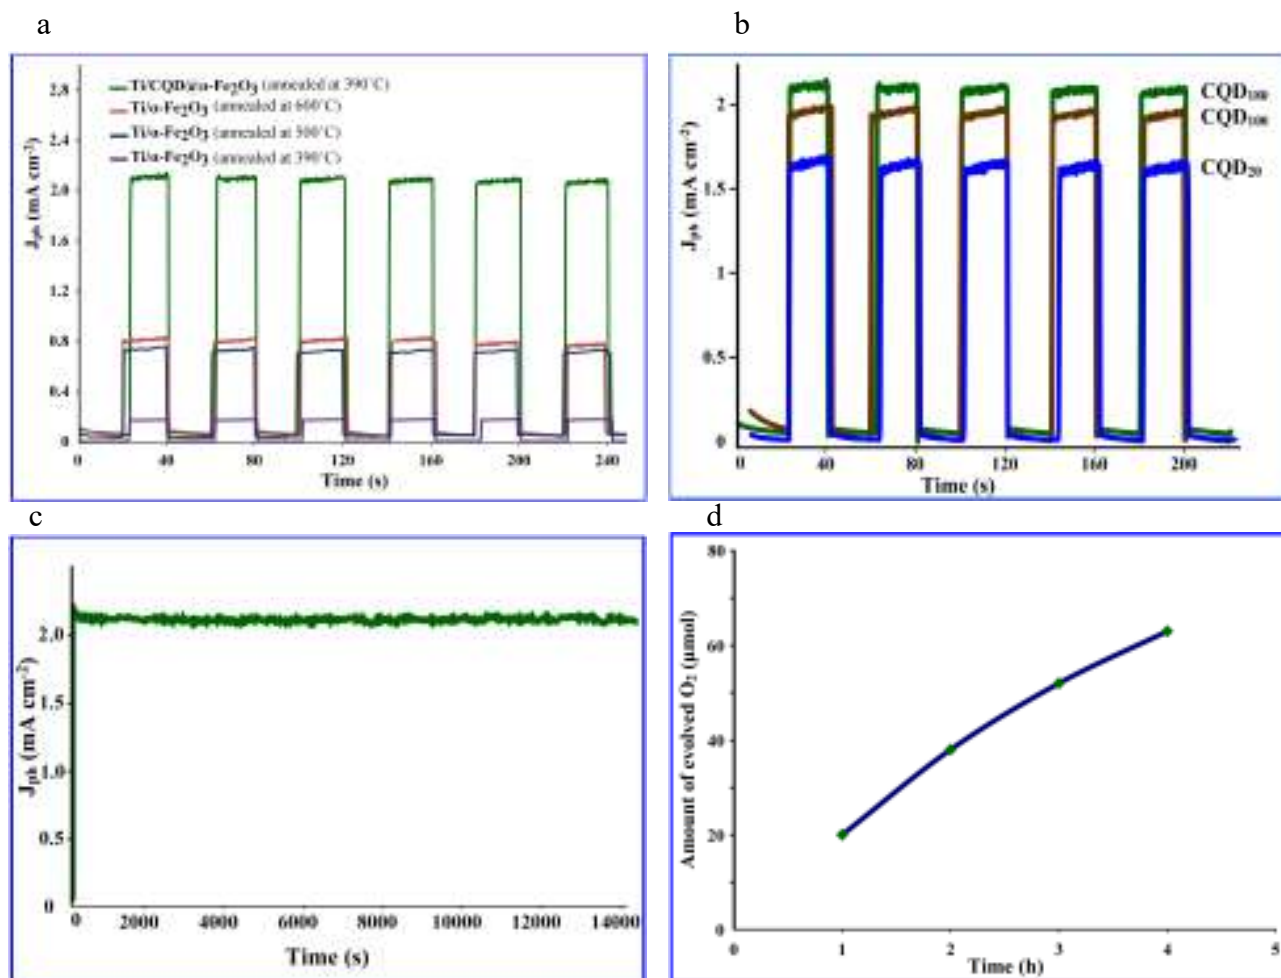 a
2.8
2.4
2.0
1.6
1.2
0.8
0.4
0
J_ph (mA cm⁻²)
Ti/CQD/α-Fe₂O₃ (annealed at 390˚C)
Ti/α-Fe₂O₃ (annealed at 600˚C)
Ti/α-Fe₂O₃ (annealed at 500˚C)
Ti/α-Fe₂O₃ (annealed at 390˚C)
0 40 80 120 160 200 240
Time (s)
b
2
1.5
1
0.5
0
J_ph (mA cm⁻²)
CQD₁₀₀
CQD₂₀
0 40 80 120 160 200
Time (s)
c
2.0
1.5
1.0
0.5
0
J_ph (mA cm⁻²)
0 2000 4000 6000 8000 10000 12000 14000
Time (s)
d
80
60
40
20
0
Amount of evolved O₂ (µmol)
0 1 2 3 4 5
Time (h)